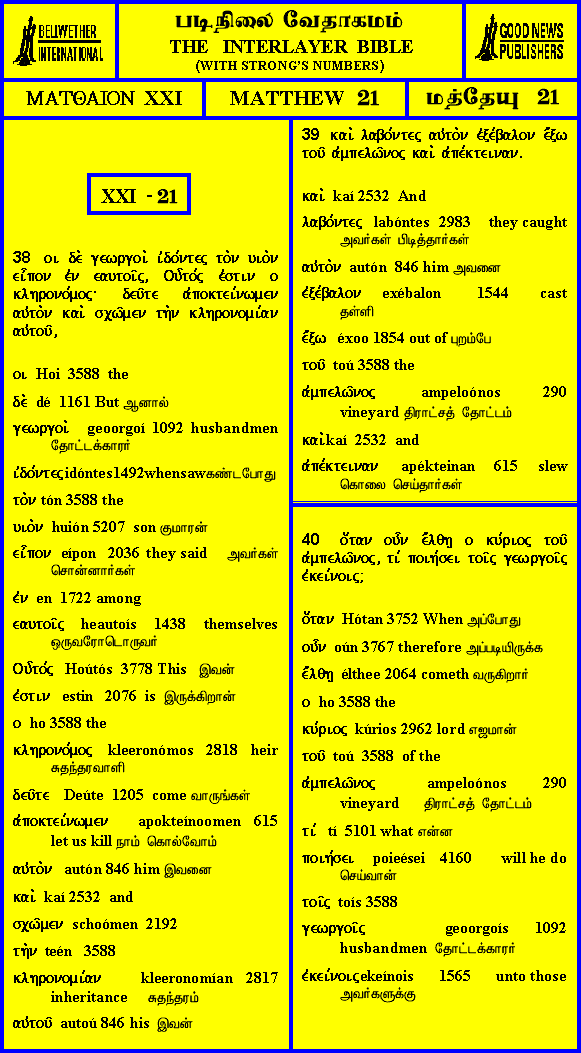 BELLWETHER
INTERNATIONAL
படிநிலை வேதாகமம்
THE INTERLAYER BIBLE
(WITH STRONG'S NUMBERS)
GOOD NEWS
PUBLISHERS
ΜΑΤΘΑΙΟΝ XXI
MATTHEW 21
மத்தேயு 21
XXI - 21
38 οι δὲ γεωργοὶ ἰδόντες τὸν υιὸν
εἶπον ἐν εαυτοῖς, Οὗτός ἐστιν ο
κληρονόμος· δεῦτε ἀποκτείνωμεν
αὐτὸν καὶ σχῶμεν τὴν κληρονομίαν
αὐτοῦ,
οι Hoi 3588 the
δὲ dé 1161 But ஆனால்
γεωργοὶ geoorgoí 1092 husbandmen
தோட்டக்காரர்
ἰδόντες idóntes1492whensawகண்டபோது
τὸν tón 3588 the
υιὸν huión 5207 son குமாரன்
εἶπον eípon 2036 they said அவர்கள்
சொன்னார்கள்
ἐν en 1722 among
εαυτοῖς heautoís 1438 themselves
ஒருவரோடொருவர்
Οὗτός Hoútós 3778 This இவன்
ἐστιν estin 2076 is இருக்கிறான்
ο ho 3588 the
κληρονόμος kleeronómos 2818 heir
சுதந்தரவாளி
δεῦτε Deúte 1205 come வாருங்கள்
ἀποκτείνωμεν apokteínoomen 615
let us kill நாம் கொல்வோம்
αὐτὸν autón 846 him இவனை
καὶ kaí 2532 and
σχῶμεν schoómen 2192
τὴν teén 3588
κληρονομίαν kleeronomían 2817
inheritance சுதந்தரம்
αὐτοῦ autoú 846 his இவன்
39 καὶ λαβόντες αὐτὸν ἐξέβαλον ἔξω
τοῦ ἀμπελῶνος καὶ ἀπέκτειναν.
καὶ kaí 2532 And
λαβόντες labóntes 2983 they caught
அவர்கள் பிடித்தார்கள்
αὐτὸν autón 846 him அவனை
ἐξέβαλον exébalon 1544 cast
தள்ளி
ἔξω éxoo 1854 out of புறம்பே
τοῦ toú 3588 the
ἀμπελῶνος ampeloónos 290
vineyard திராட்சத் தோட்டம்
καὶkaí 2532 and
ἀπέκτειναν apékteinan 615 slew
கொலை செய்தார்கள்
40 ὅταν οὖν ἔλθῃ ο κύριος τοῦ
ἀμπελῶνος, τί ποιήσει τοῖς γεωργοῖς
ἐκείνοις;
ὅταν Hótan 3752 When அப்போது
οὖν oún 3767 therefore அப்படியிருக்க
ἔλθῃ élthee 2064 cometh வருகிறார்
ο ho 3588 the
κύριος kúrios 2962 lord எஜமான்
τοῦ toú 3588 of the
ἀμπελῶνος ampeloónos 290
vineyard திராட்சத் தோட்டம்
τί tí 5101 what என்ன
ποιήσει poieései 4160 will he do
செய்வான்
τοῖς toís 3588
γεωργοῖς geoorgoís 1092
husbandmen தோட்டக்காரர்
ἐκείνοιςekeínois 1565 unto those
அவர்களுக்கு